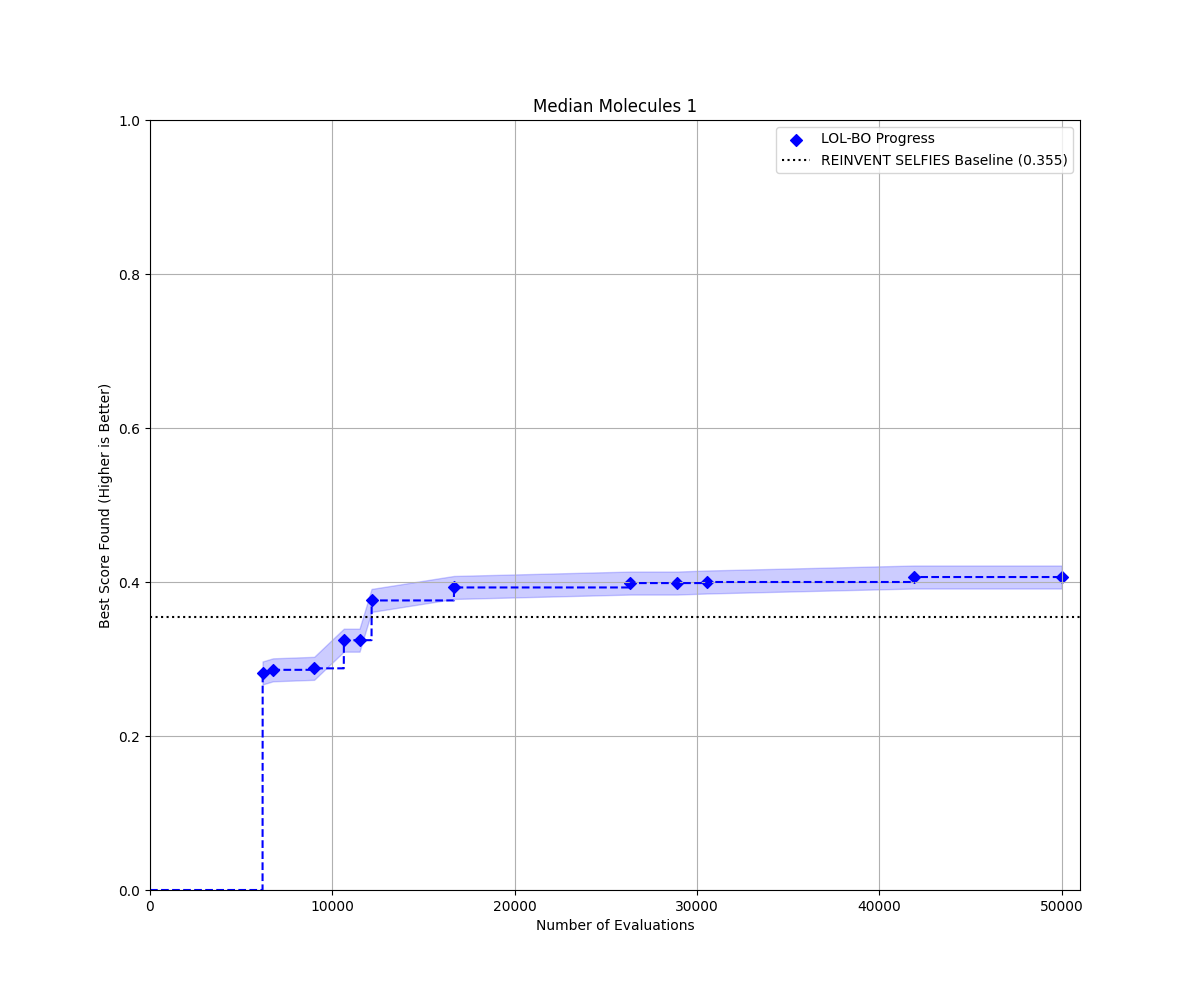 Median Molecules 1
LOL-BO Progress
REINVENT SELFIES Baseline (0.355)
Best Score Found (Higher is Better)
1.0
0.8
0.6
0.4
0.2
0.0
0 10000 20000 30000 40000 50000
Number of Evaluations